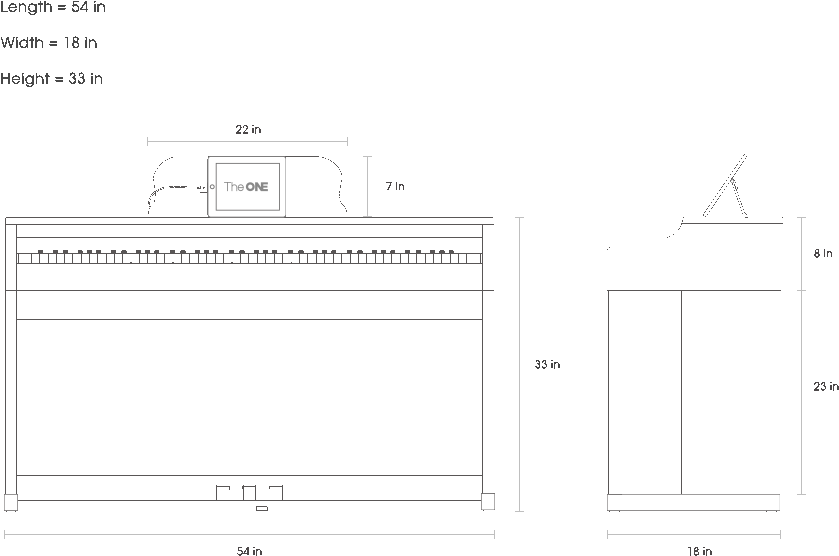 Length = 54 in
Width = 18 in
Height = 33 in
22 in
7 in
The ONE
8 in
33 in
23 in
54 in
18 in